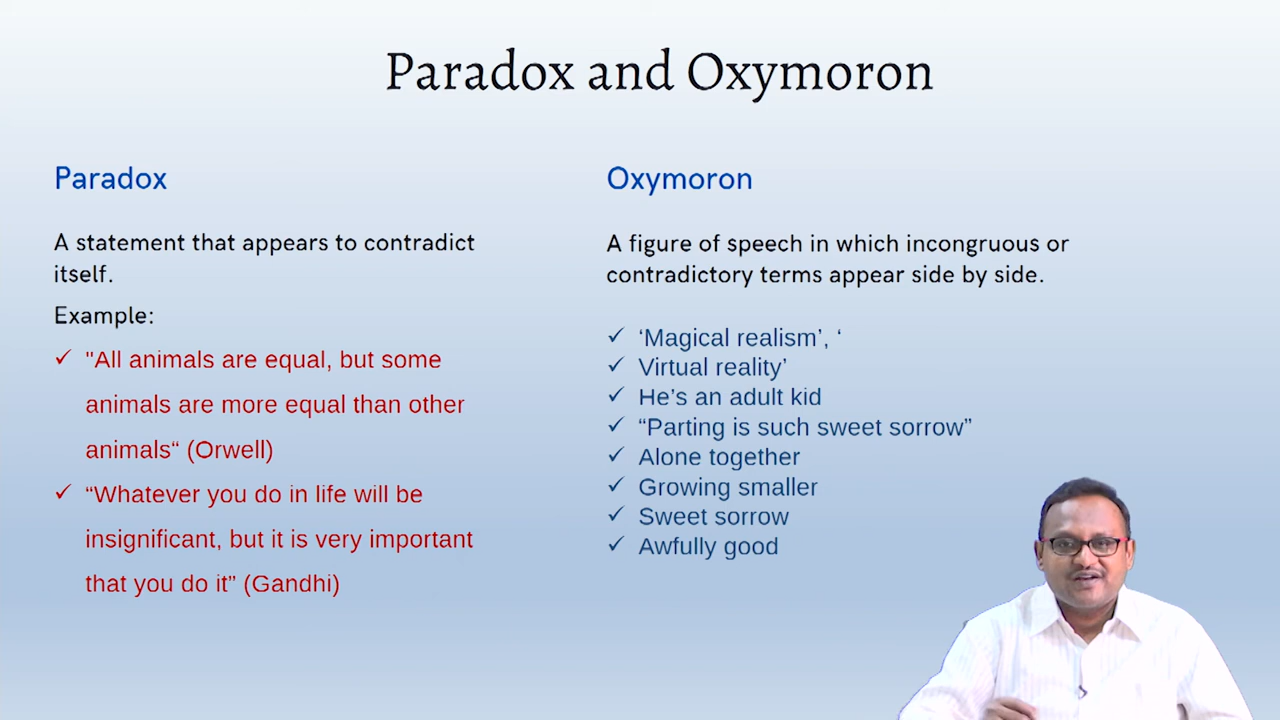 Paradox and Oxymoron
Paradox
A statement that appears to contradict
itself.
Example:
✓ "All animals are equal, but some
animals are more equal than other
animals“ (Orwell)
✓ “Whatever you do in life will be
insignificant, but it is very important
that you do it” (Gandhi)
Oxymoron
A figure of speech in which incongruous or
contradictory terms appear side by side.
✓ ‘Magical realism’, ‘
✓ Virtual reality’
✓ He’s an adult kid
✓ “Parting is such sweet sorrow”
✓ Alone together
✓ Growing smaller
✓ Sweet sorrow
✓ Awfully good